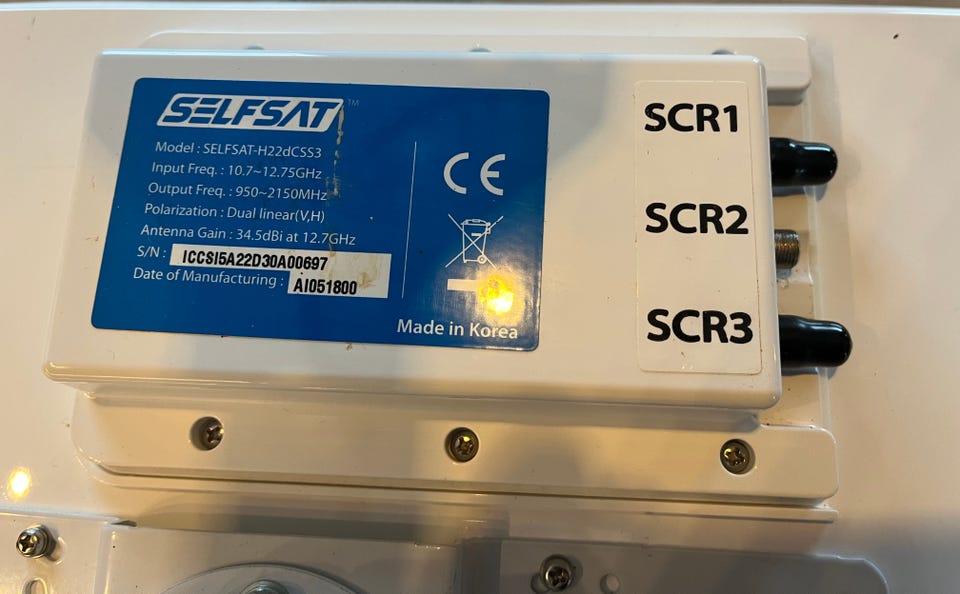 SELFSAT™
Model : SELFSAT-H22dCSS3
Input Freq. : 10.7~12.75GHz
Output Freq. : 950~2150MHz
Polarization : Dual linear(V,H)
Antenna Gain : 34.5dBi at 12.7GHz
S/N : ICCSI5A22D30A00697
Date of Manufacturing : AI051800
CE
Made in Korea
SCR1
SCR2
SCR3